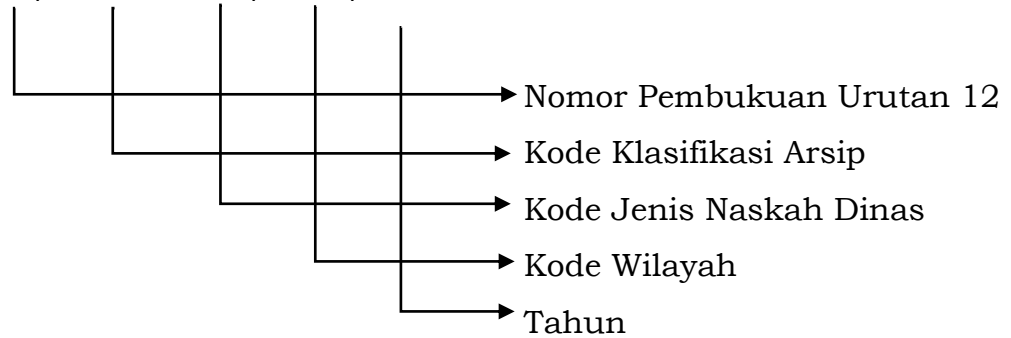 Nomor Pembukuan Urutan 12
Kode Klasifikasi Arsip
Kode Jenis Naskah Dinas
Kode Wilayah
Tahun